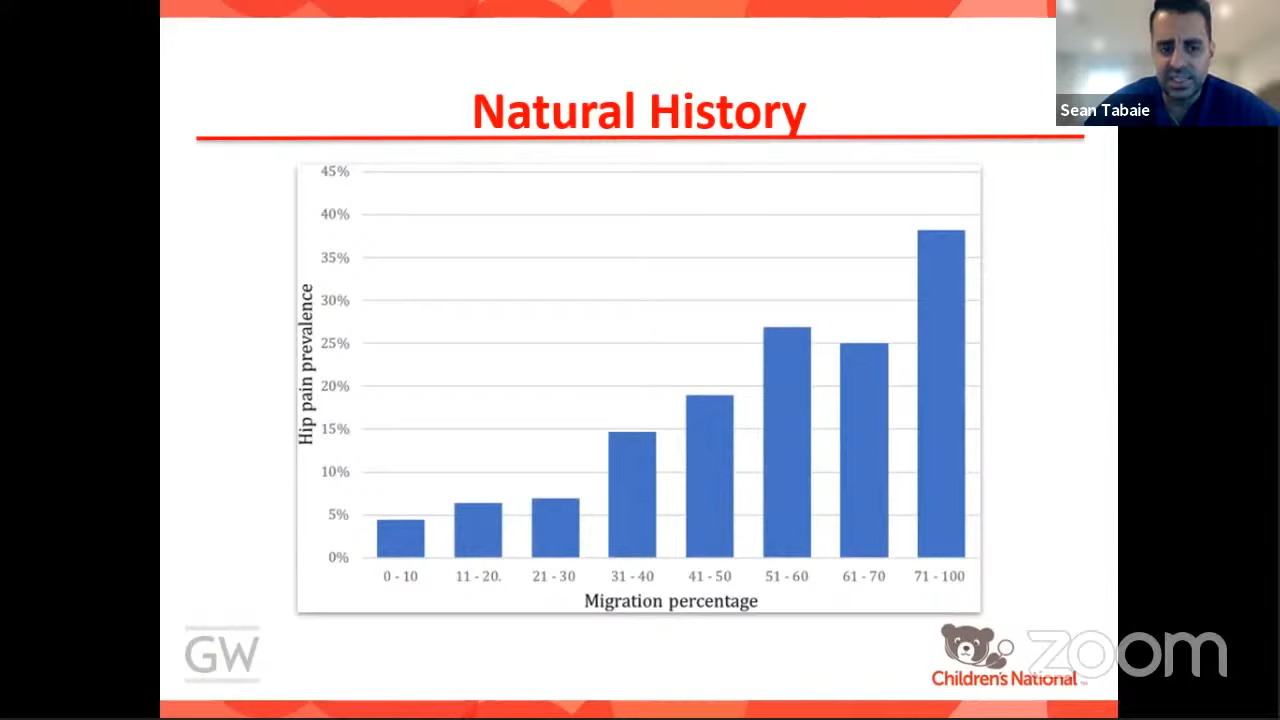 Natural History
Sean Tabaie
45%
40%
35%
30%
25%
20%
15%
10%
5%
0%
Hip pain prevalence
0 - 10 11 - 20. 21 - 30 31 - 40 41 - 50 51 - 60 61 - 70 71 - 100
Migration percentage
GW
Children's National ™
zoom